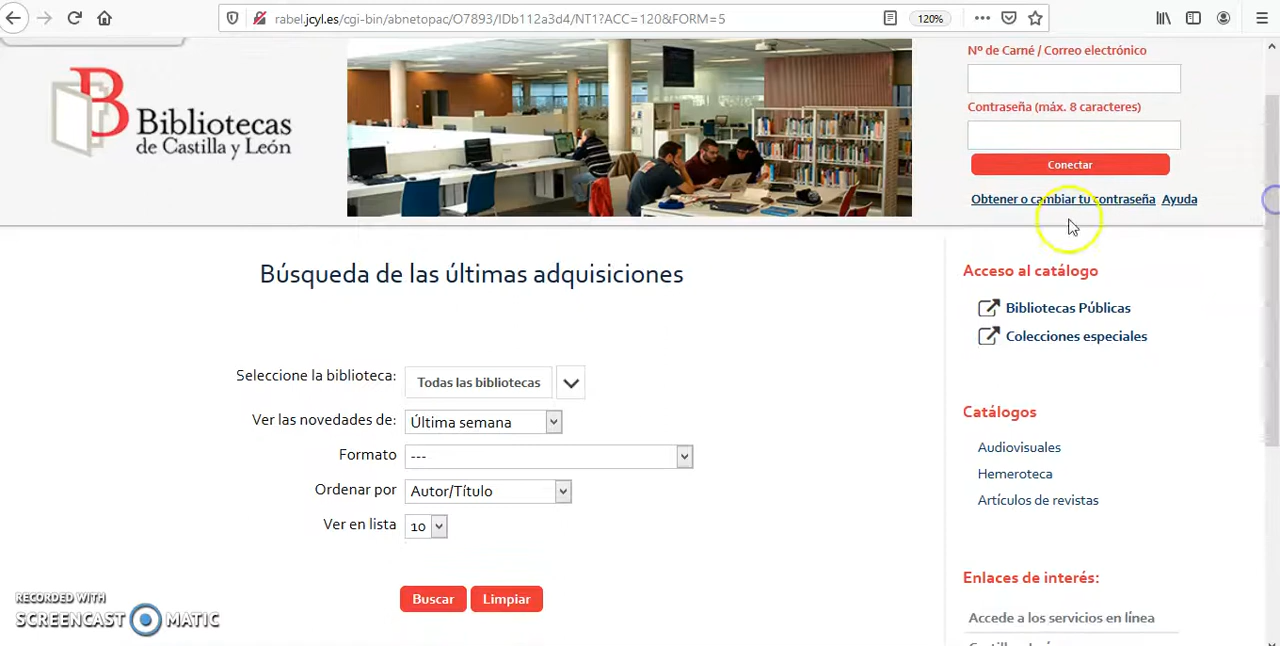 rabel.jcyl.es/cgi-bin/abnetopac/O7893/IDb112a3d4/NT1?ACC=120&FORM=5
120%
B
Bibliotecas
de Castilla y León
Nº de Carné / Correo electrónico
Contraseña (máx. 8 caracteres)
Conectar
Obtener o cambiar tu contraseña Ayuda
Búsqueda de las últimas adquisiciones
Seleccione la biblioteca: Todas las bibliotecas
Ver las novedades de: Última semana
Formato ---
Ordenar por Autor/Título
Ver en lista 10
Buscar Limpiar
Acceso al catálogo
Bibliotecas Públicas
Colecciones especiales
Catálogos
Audiovisuales
Hemeroteca
Artículos de revistas
Enlaces de interés:
Accede a los servicios en línea
RECORDED WITH
SCREENCAST MATIC